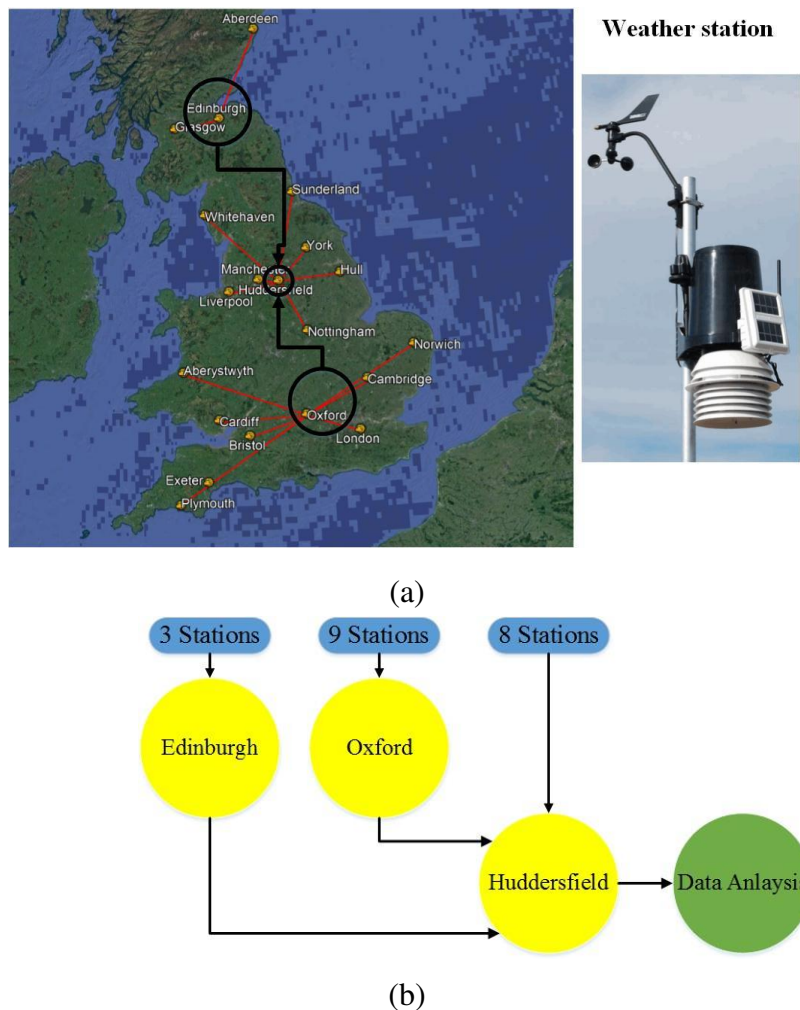 Weather station
Aberdeen
Edinburgh
Glasgow
Sunderland
Whitehaven
York
Manchester
Hull
Huddersfield
Liverpool
Nottingham
Norwich
Aberystwyth
Cambridge
Oxford
Cardiff
London
Bristol
Exeter
Plymouth
(a)
3 Stations
9 Stations
8 Stations
Edinburgh
Oxford
Huddersfield
Data Anlaysis
(b)